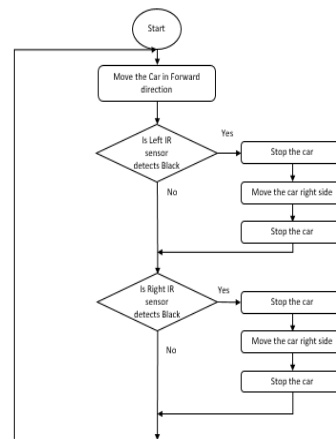 Start
Move the Car in Forward
direction
Is Left IR
sensor
detects Black
Yes
Stop the car
No
Move the car right side
Stop the car
Is Right IR
sensor
detects Black
Yes
Stop the car
No
Move the car right side
Stop the car